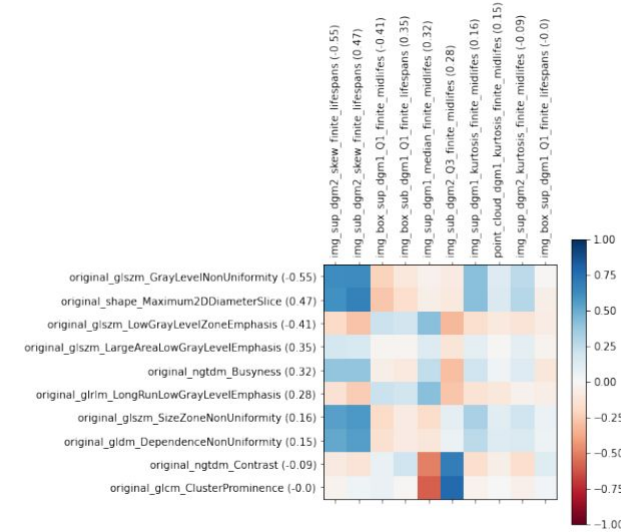 img_sup_dgm2_skew_finite_lifespans (-0.55)
img_sub_dgm2_skew_finite_lifespans (0.47)
img_box_sup_dgm1_Q1_finite_midlifes (-0.41)
img_box_sub_dgm1_Q1_finite_lifespans (0.35)
img_sup_dgm1_median_finite_midlifes (0.32)
img_sub_dgm2_Q3_finite_midlifes (0.28)
img_sup_dgm1_kurtosis_finite_midlifes (0.16)
point_cloud_dgm1_kurtosis_finite_midlifes (0.15)
img_sup_dgm2_kurtosis_finite_midlifes (-0.09)
img_box_sup_dgm1_Q1_finite_lifespans (-0.0)
original_glszm_GrayLevelNonUniformity (-0.55)
original_shape_Maximum2DDiameterSlice (0.47)
original_glszm_LowGrayLevelZoneEmphasis (-0.41)
original_glszm_LargeAreaLowGrayLevelEmphasis (0.35)
original_ngtdm_Busyness (0.32)
original_glrlm_LongRunLowGrayLevelEmphasis (0.28)
original_glszm_SizeZoneNonUniformity (0.16)
original_gldm_DependenceNonUniformity (0.15)
original_ngtdm_Contrast (-0.09)
original_glcm_ClusterProminence (-0.0)
1.00
0.75
0.50
0.25
0.00
−0.25
−0.50
−0.75
−1.00